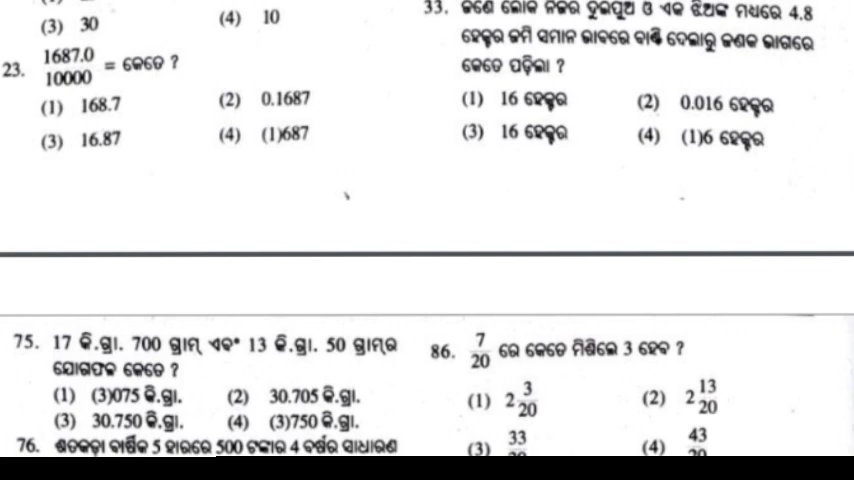 (3) 30 (4) 10
23. 1687.0/10000 = କେତେ ?
(1) 168.7 (2) 0.1687
(3) 16.87 (4) (1)687
33. ଜଣେ ଲୋକ ନିଜର ଦୁଇପୁଅ ଓ ଏକ ଝିଅଙ୍କ ମଧ୍ୟରେ 4.8
ହେକ୍ଟର ଜମି ସମାନ ଭାବରେ ବାଣ୍ଟି ଦେଲାରୁ ଜଣକ ଭାଗରେ
କେତେ ପଡ଼ିଲା ?
(1) 16 ହେକ୍ଟର (2) 0.016 ହେକ୍ଟର
(3) 16 ହେକ୍ଟର (4) (1)6 ହେକ୍ଟର
75. 17 କି.ଗ୍ରା. 700 ଗ୍ରାମ୍ ଏବଂ 13 କି.ଗ୍ରା. 50 ଗ୍ରାମ୍‌ର
ଯୋଗଫଳ କେତେ ?
(1) (3)075 କି.ଗ୍ରା. (2) 30.705 କି.ଗ୍ରା.
(3) 30.750 କି.ଗ୍ରା. (4) (3)750 କି.ଗ୍ରା.
76. ଶତକଡ଼ା ବାର୍ଷିକ 5 ହାରରେ 500 ଟଙ୍କାର 4 ବର୍ଷର ସାଧାରଣ
86. 7/20 ରେ କେତେ ମିଶିଲେ 3 ହେବ ?
(1) 2 3/20 (2) 2 13/20
(3) 33/20 (4) 43/20